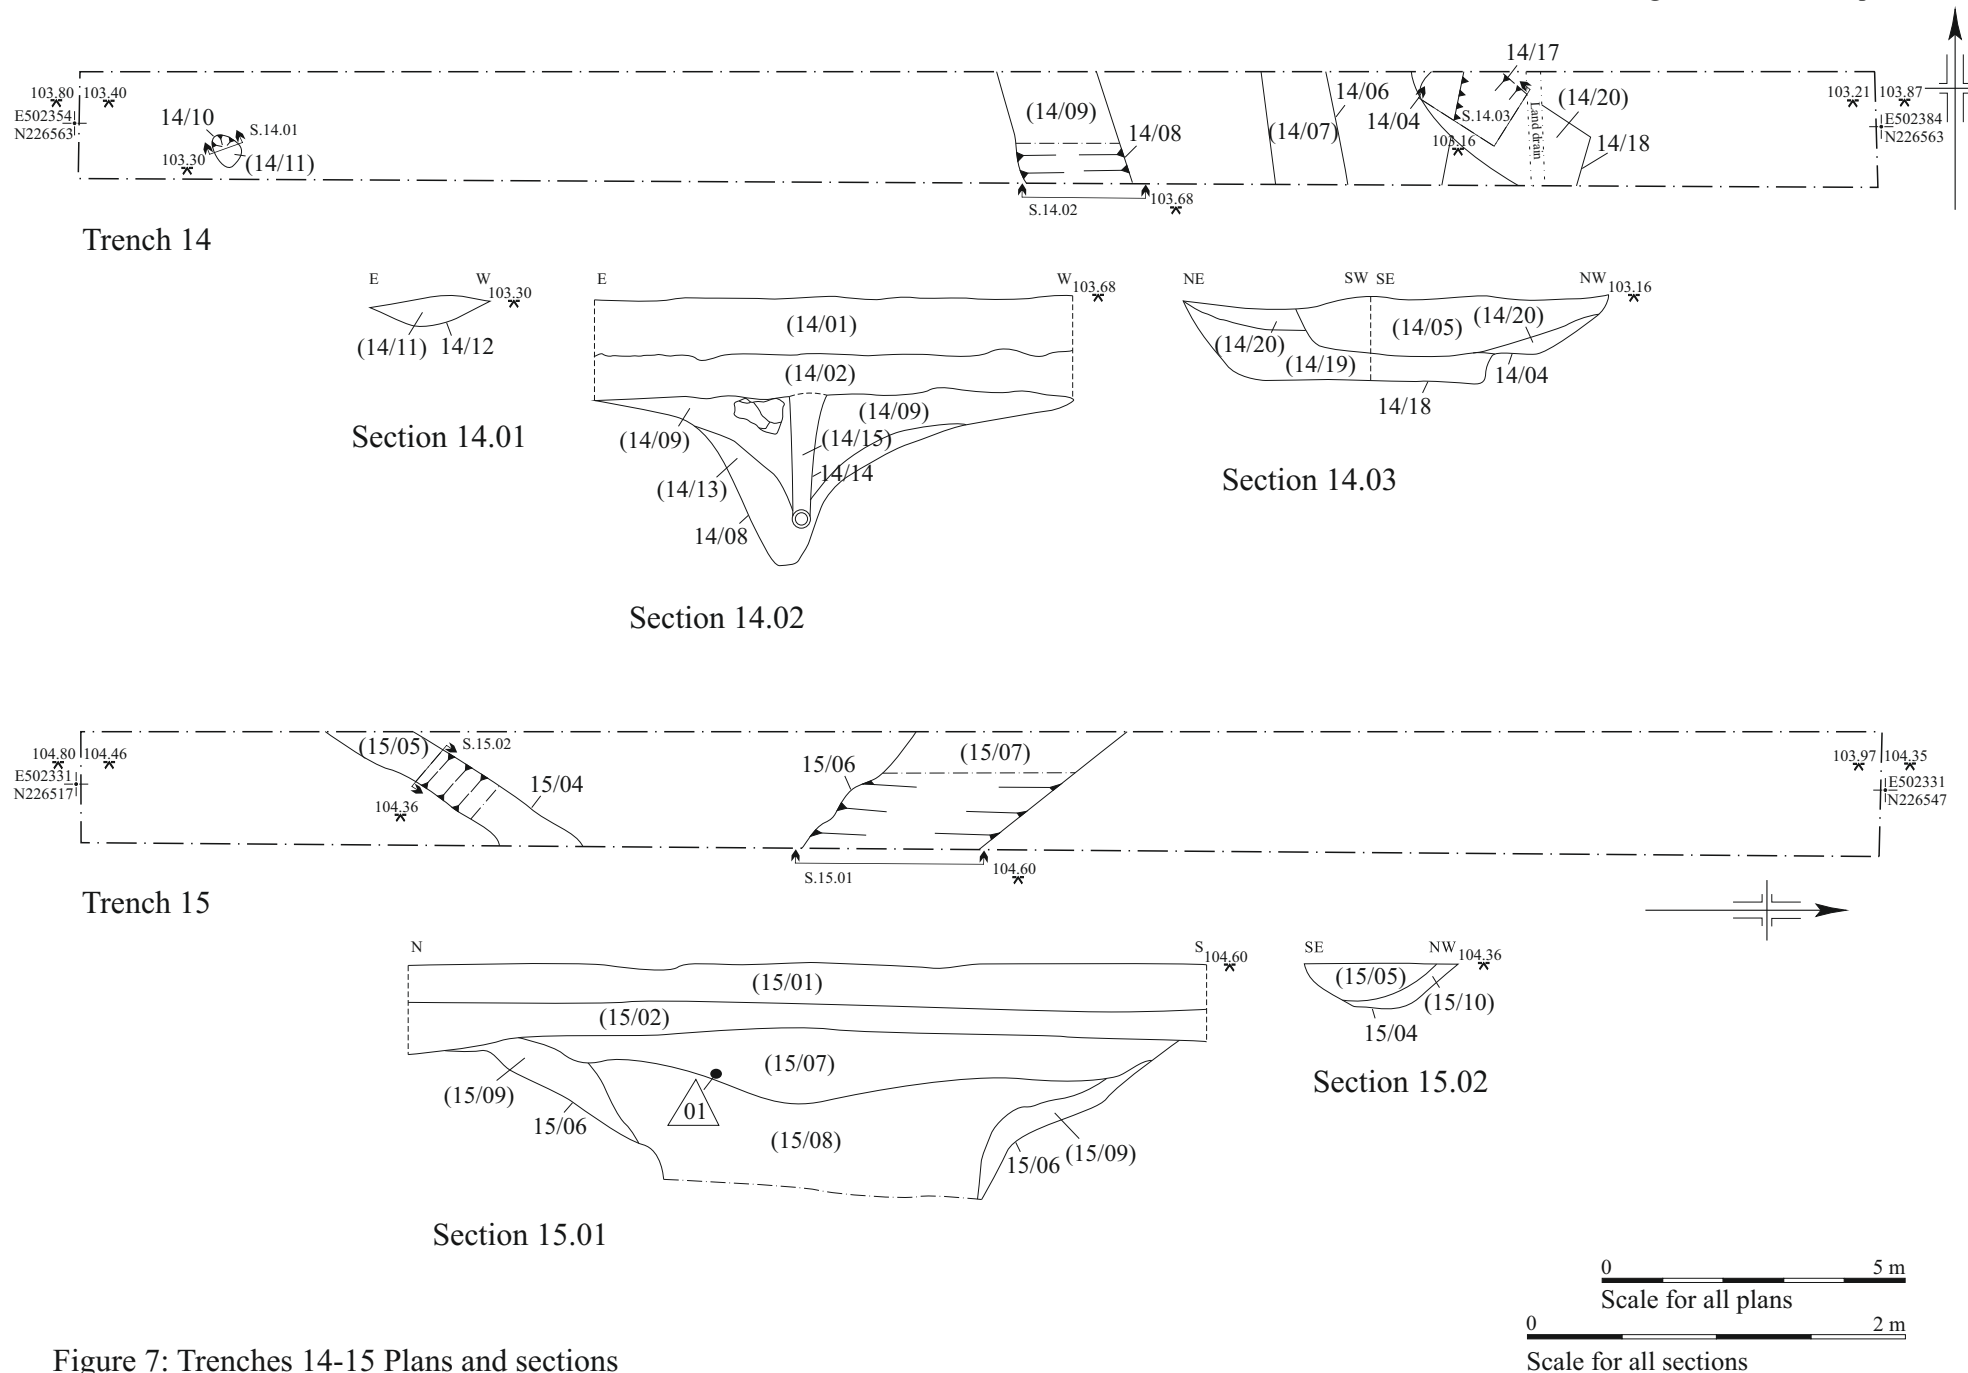 14/17
103.80 103.40
E502354
N226563
14/10
S.14.01
103.30
(14/11)
(14/09)
14/08
14/06
(14/07)
14/04
S.14.03
103.16
Land drain
(14/20)
14/18
103.21 103.87
E502384
N226563
S.14.02
103.68
Trench 14
E W 103.30
(14/11) 14/12
Section 14.01
E W 103.68
(14/01)
(14/02)
(14/09)
(14/09)
(14/15)
14/14
(14/13)
14/08
Section 14.02
NE SW SE NW 103.16
(14/05) (14/20)
(14/20)
(14/19)
14/04
14/18
Section 14.03
104.80 104.46
E502331
N226517
(15/05)
S.15.02
15/04
104.36
15/06
(15/07)
103.97 104.35
E502331
N226547
S.15.01
104.60
Trench 15
N S 104.60
(15/01)
(15/02)
(15/07)
(15/09)
15/06
01
(15/08)
15/06 (15/09)
Section 15.01
SE NW 104.36
(15/05)
(15/10)
15/04
Section 15.02
0 5 m
Scale for all plans
0 2 m
Scale for all sections
Figure 7: Trenches 14-15 Plans and sections